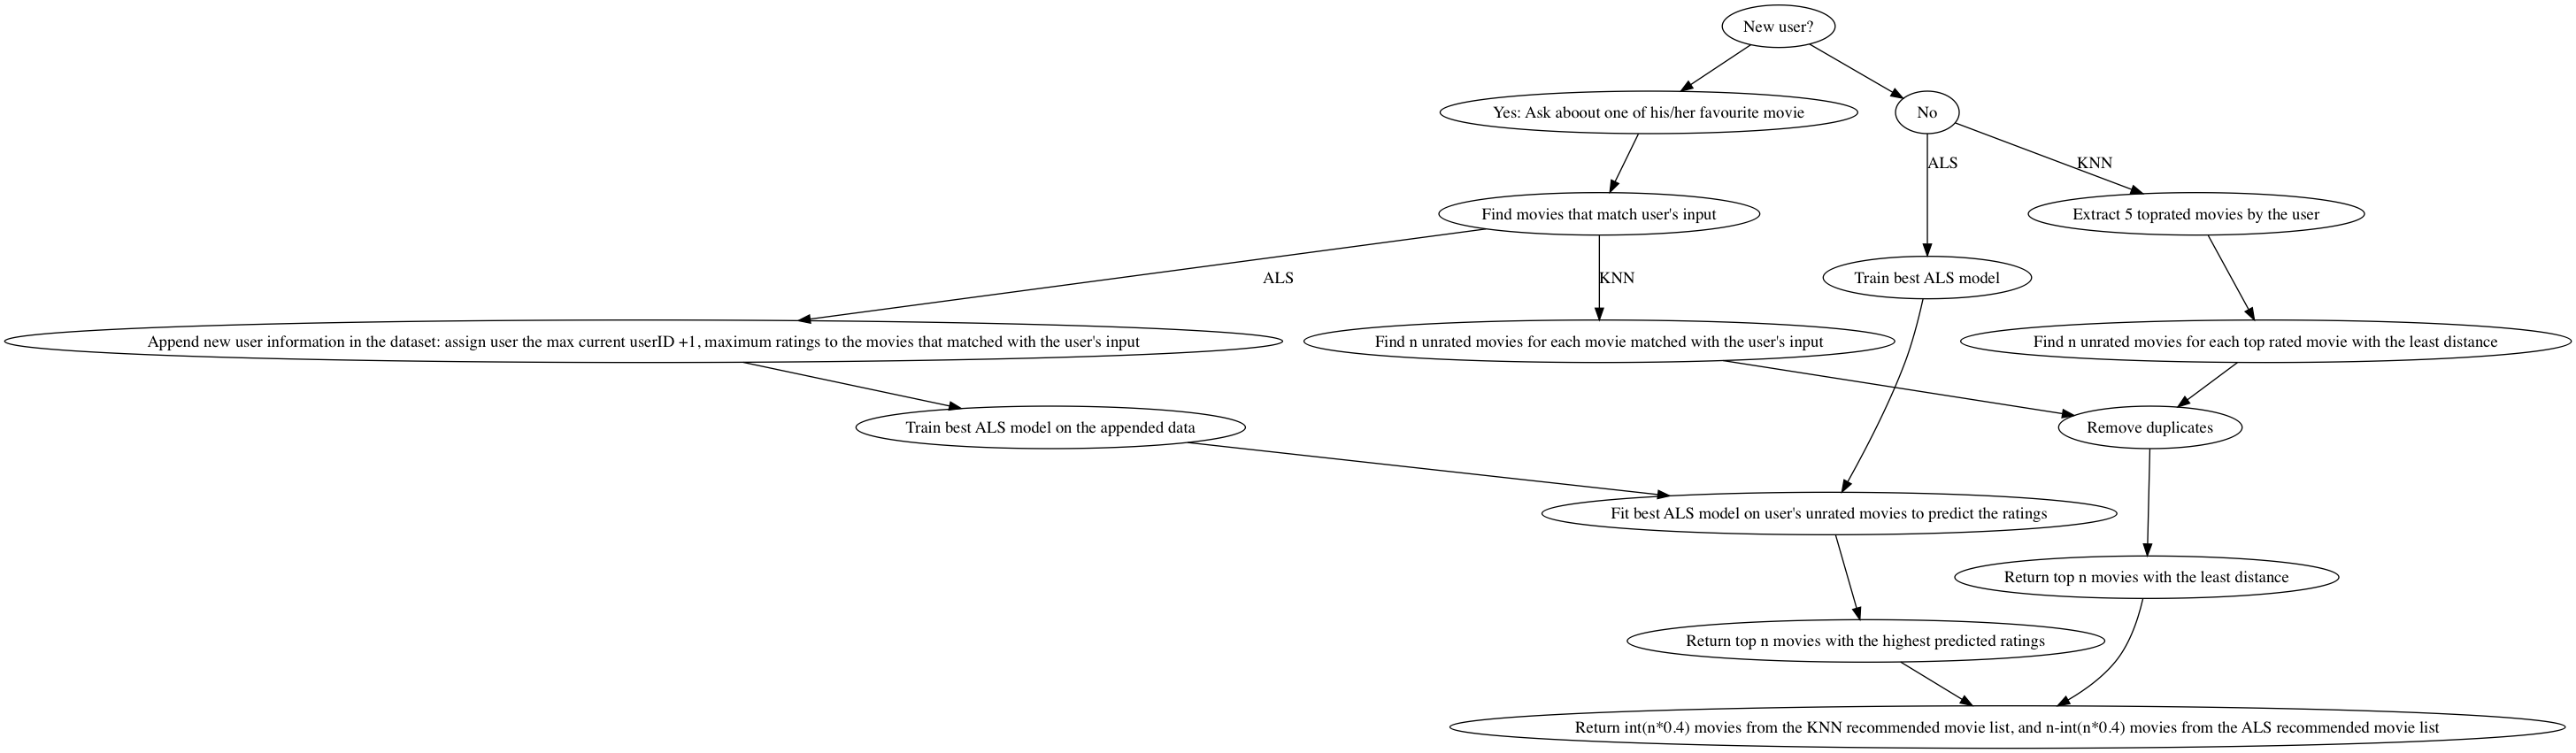 New user?
Yes: Ask aboout one of his/her favourite movie
No
ALS
KNN
Find movies that match user's input
Extract 5 toprated movies by the user
ALS
KNN
Train best ALS model
Append new user information in the dataset: assign user the max current userID +1, maximum ratings to the movies that matched with the user's input
Find n unrated movies for each movie matched with the user's input
Find n unrated movies for each top rated movie with the least distance
Train best ALS model on the appended data
Remove duplicates
Fit best ALS model on user's unrated movies to predict the ratings
Return top n movies with the least distance
Return top n movies with the highest predicted ratings
Return int(n*0.4) movies from the KNN recommended movie list, and n-int(n*0.4) movies from the ALS recommended movie list